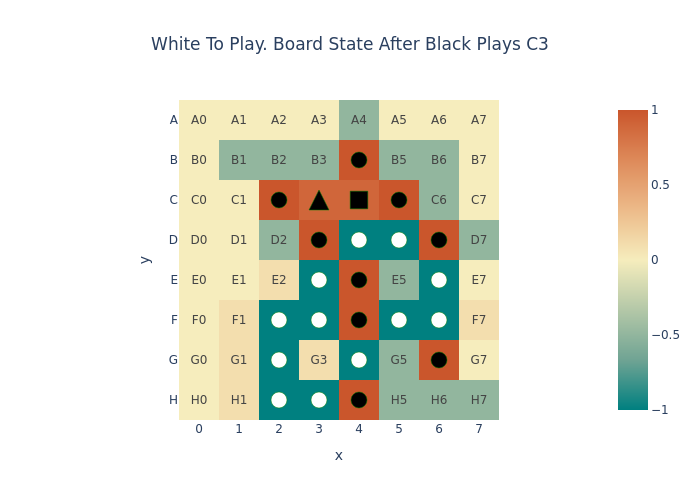 White To Play. Board State After Black Plays C3
A A0 A1 A2 A3 A4 A5 A6 A7
B B0 B1 B2 B3 B5 B6 B7
C C0 C1 C6 C7
D D0 D1 D2 D7
E E0 E1 E2 E5 E7
F F0 F1 F7
G G0 G1 G3 G5 G7
H H0 H1 H5 H6 H7
0 1 2 3 4 5 6 7
x
y
1
0.5
0
−0.5
−1